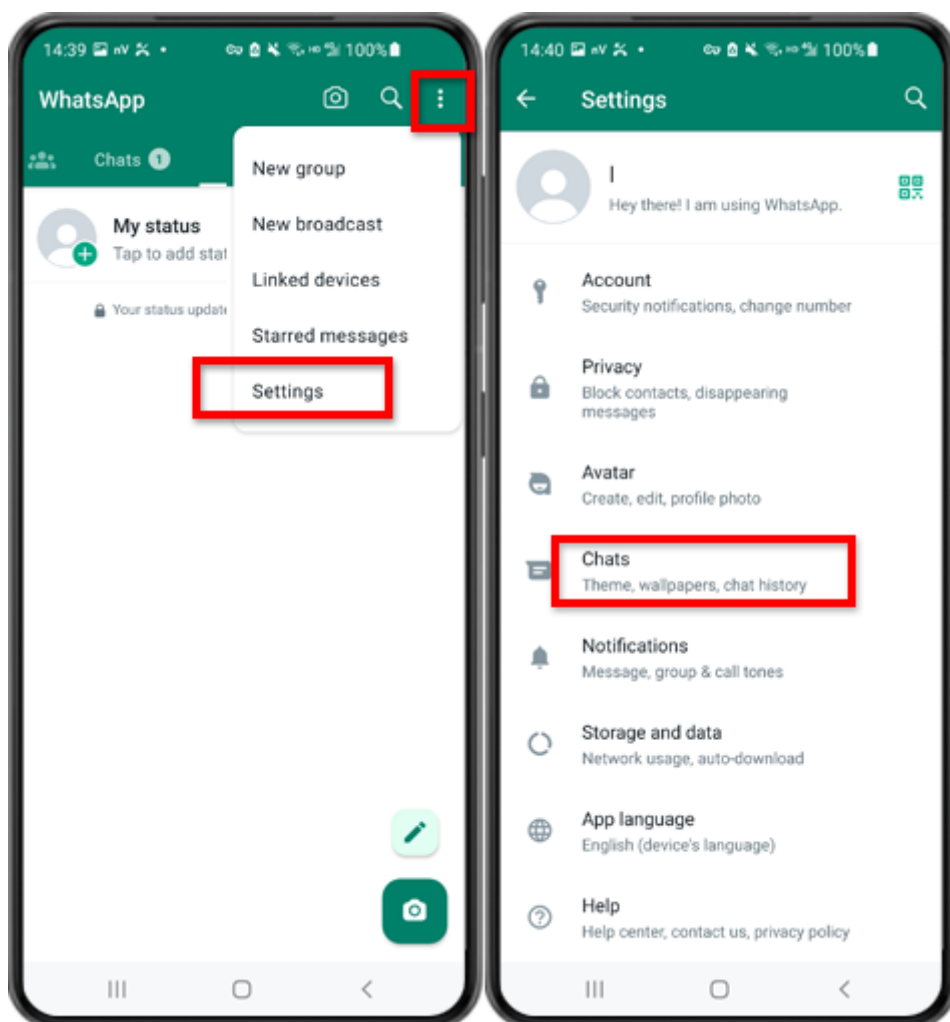 14:39
100%
WhatsApp
Chats 1
New group
New broadcast
Linked devices
Starred messages
Settings
My status
Tap to add stat
Your status updat
14:40
100%
Settings
l
Hey there! I am using WhatsApp.
Account
Security notifications, change number
Privacy
Block contacts, disappearing
messages
Avatar
Create, edit, profile photo
Chats
Theme, wallpapers, chat history
Notifications
Message, group & call tones
Storage and data
Network usage, auto-download
App language
English (device's language)
Help
Help center, contact us, privacy policy